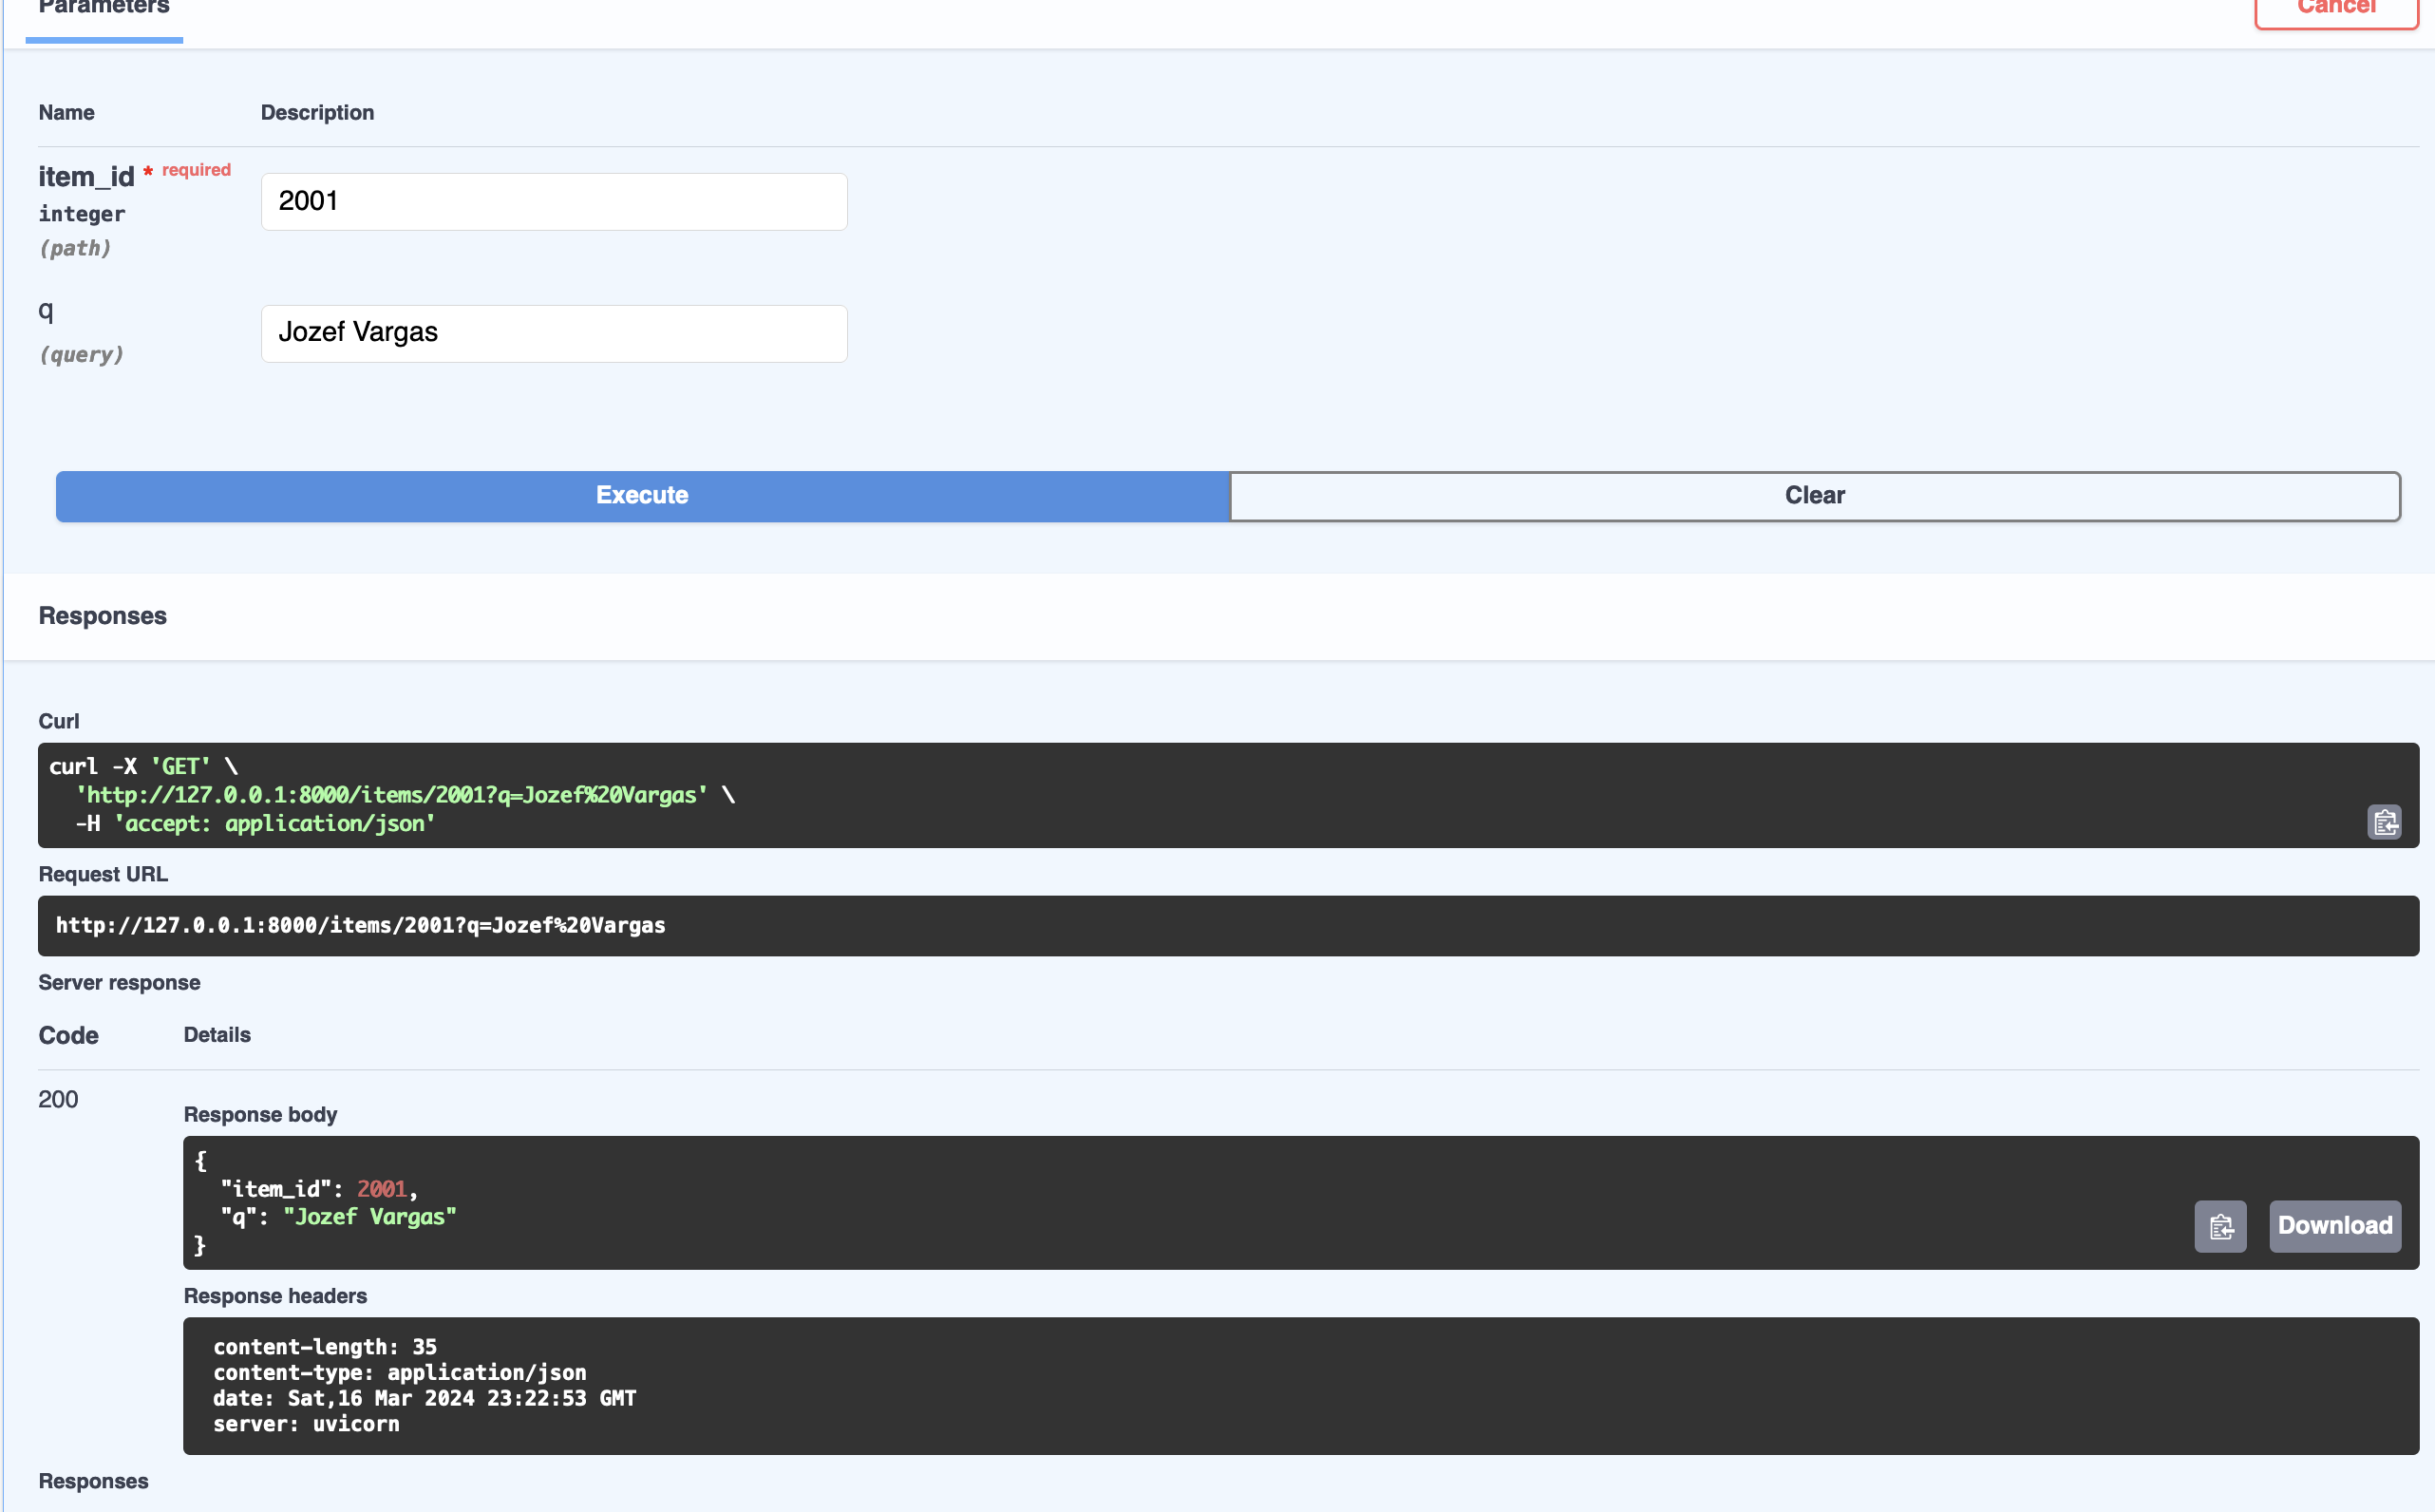 Parameters
Cancel
Name Description
item_id * required
integer
(path)
2001
q
(query)
Jozef Vargas
Execute Clear
Responses
Curl
curl -X 'GET' \
  'http://127.0.0.1:8000/items/2001?q=Jozef%20Vargas' \
  -H 'accept: application/json'
Request URL
http://127.0.0.1:8000/items/2001?q=Jozef%20Vargas
Server response
Code Details
200
Response body
{
  "item_id": 2001,
  "q": "Jozef Vargas"
}
Download
Response headers
content-length: 35
content-type: application/json
date: Sat,16 Mar 2024 23:22:53 GMT
server: uvicorn
Responses